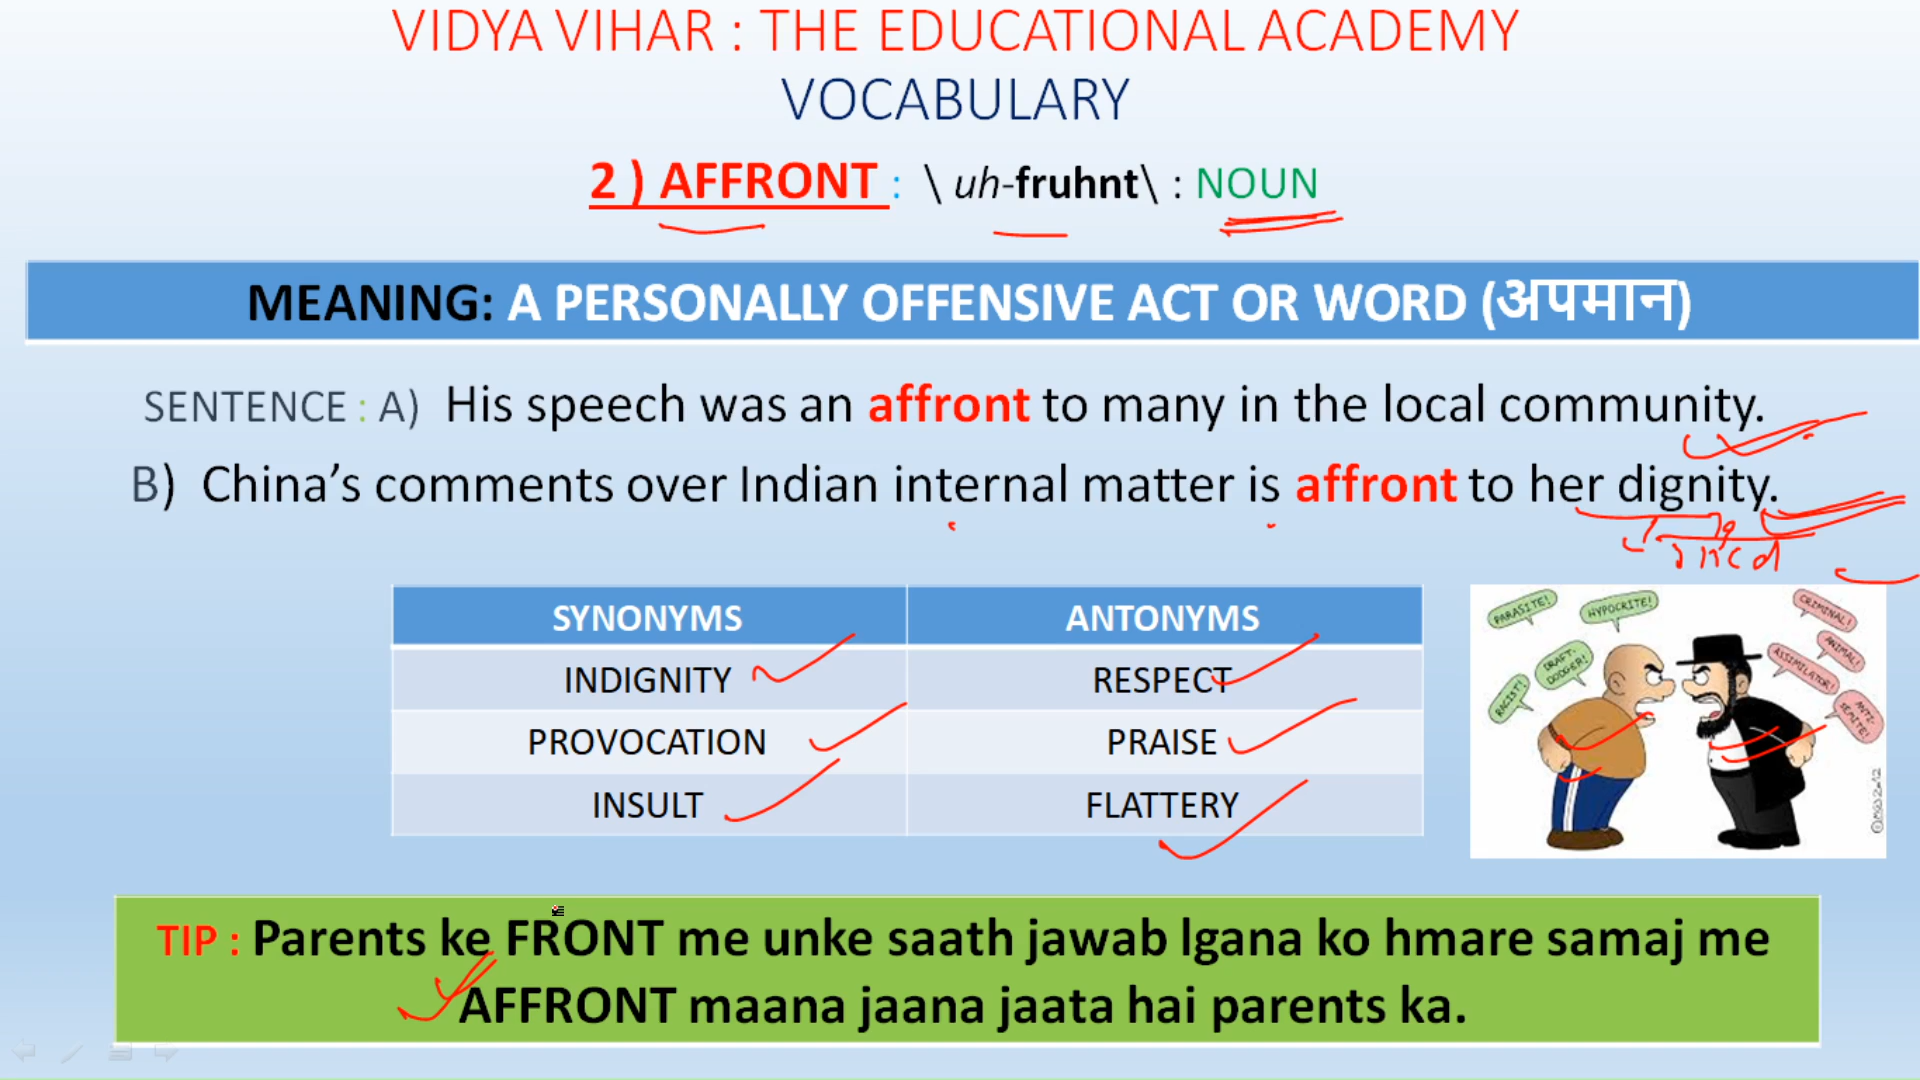 VIDYA VIHAR : THE EDUCATIONAL ACADEMY
VOCABULARY
2 ) AFFRONT : \ uh-fruhnt\ : NOUN
MEANING: A PERSONALLY OFFENSIVE ACT OR WORD (अपमान)
SENTENCE : A) His speech was an affront to many in the local community.
B) China’s comments over Indian internal matter is affront to her dignity.
SYNONYMS ANTONYMS
INDIGNITY RESPECT
PROVOCATION PRAISE
INSULT FLATTERY
PARASITE!
HYPOCRITE!
DRAFT-
DODGER!
RACIST!
CRIMINAL!
ANIMAL!
ASSIMILATOR!
ANTI-
SEMITE!
TIP : Parents ke FRONT me unke saath jawab lgana ko hmare samaj me
AFFRONT maana jaana jaata hai parents ka.